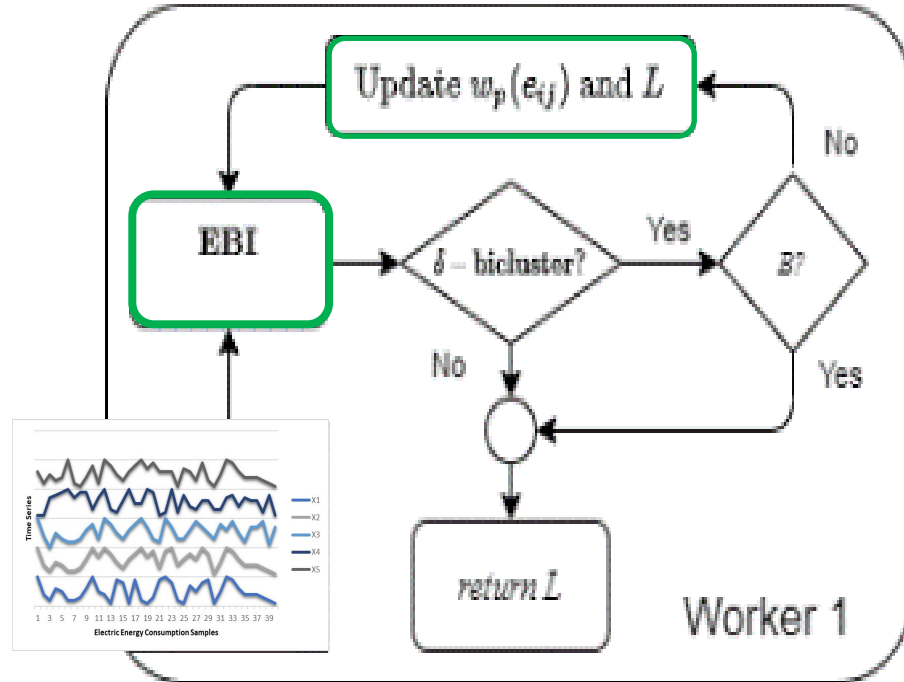 Update wₚ(eᵢⱼ) and L
No
EBI
δ – bicluster?
Yes
B?
No
Yes
Time Series
X1
X2
X3
X4
X5
1 3 5 7 9 11 13 15 17 19 21 23 25 27 29 31 33 35 37 39
Electric Energy Consumption Samples
return L
Worker 1